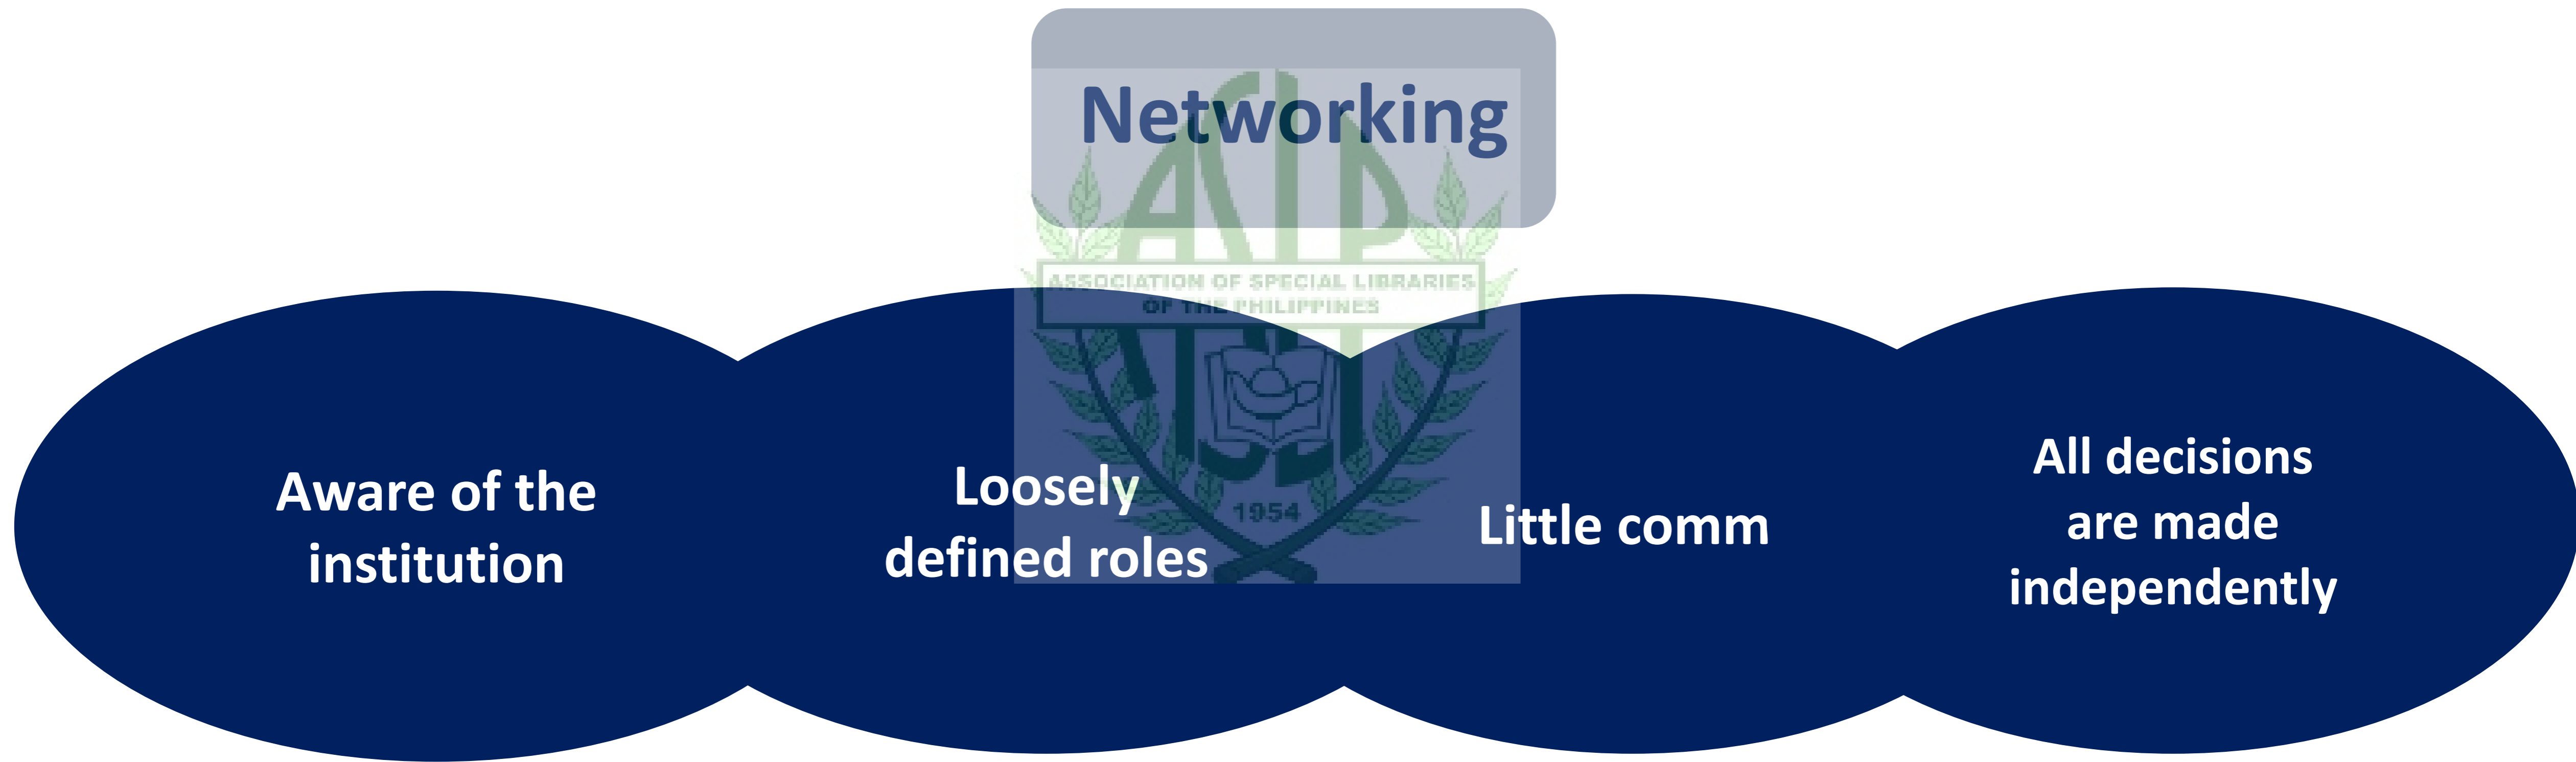 Networking
ASLP
ASSOCIATION OF SPECIAL LIBRARIES
OF THE PHILIPPINES
1954
Aware of the
institution
Loosely
defined roles
Little comm
All decisions
are made
independently